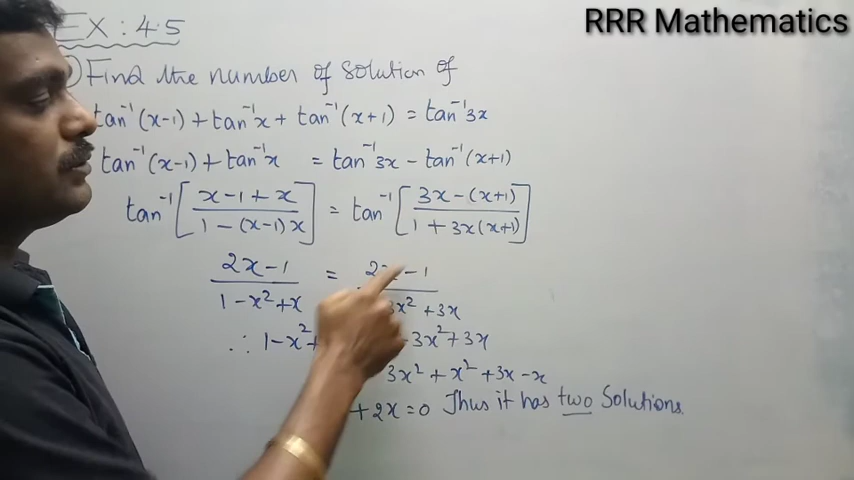 RRR Mathematics
EX : 4.5
Find the number of solution of
tan⁻¹(x-1) + tan⁻¹x + tan⁻¹(x+1) = tan⁻¹3x
tan⁻¹(x-1) + tan⁻¹x = tan⁻¹3x - tan⁻¹(x+1)
tan⁻¹[(x-1+x)/(1-(x-1)x)] = tan⁻¹[(3x-(x+1))/(1+3x(x+1))]
(2x-1)/(1-x²+x) = 2x-1 / 3x² + 3x
∴ 1-x²+ 3x² + 3x
3x² + x² + 3x - x
+ 2x = 0 Thus it has two Solutions.